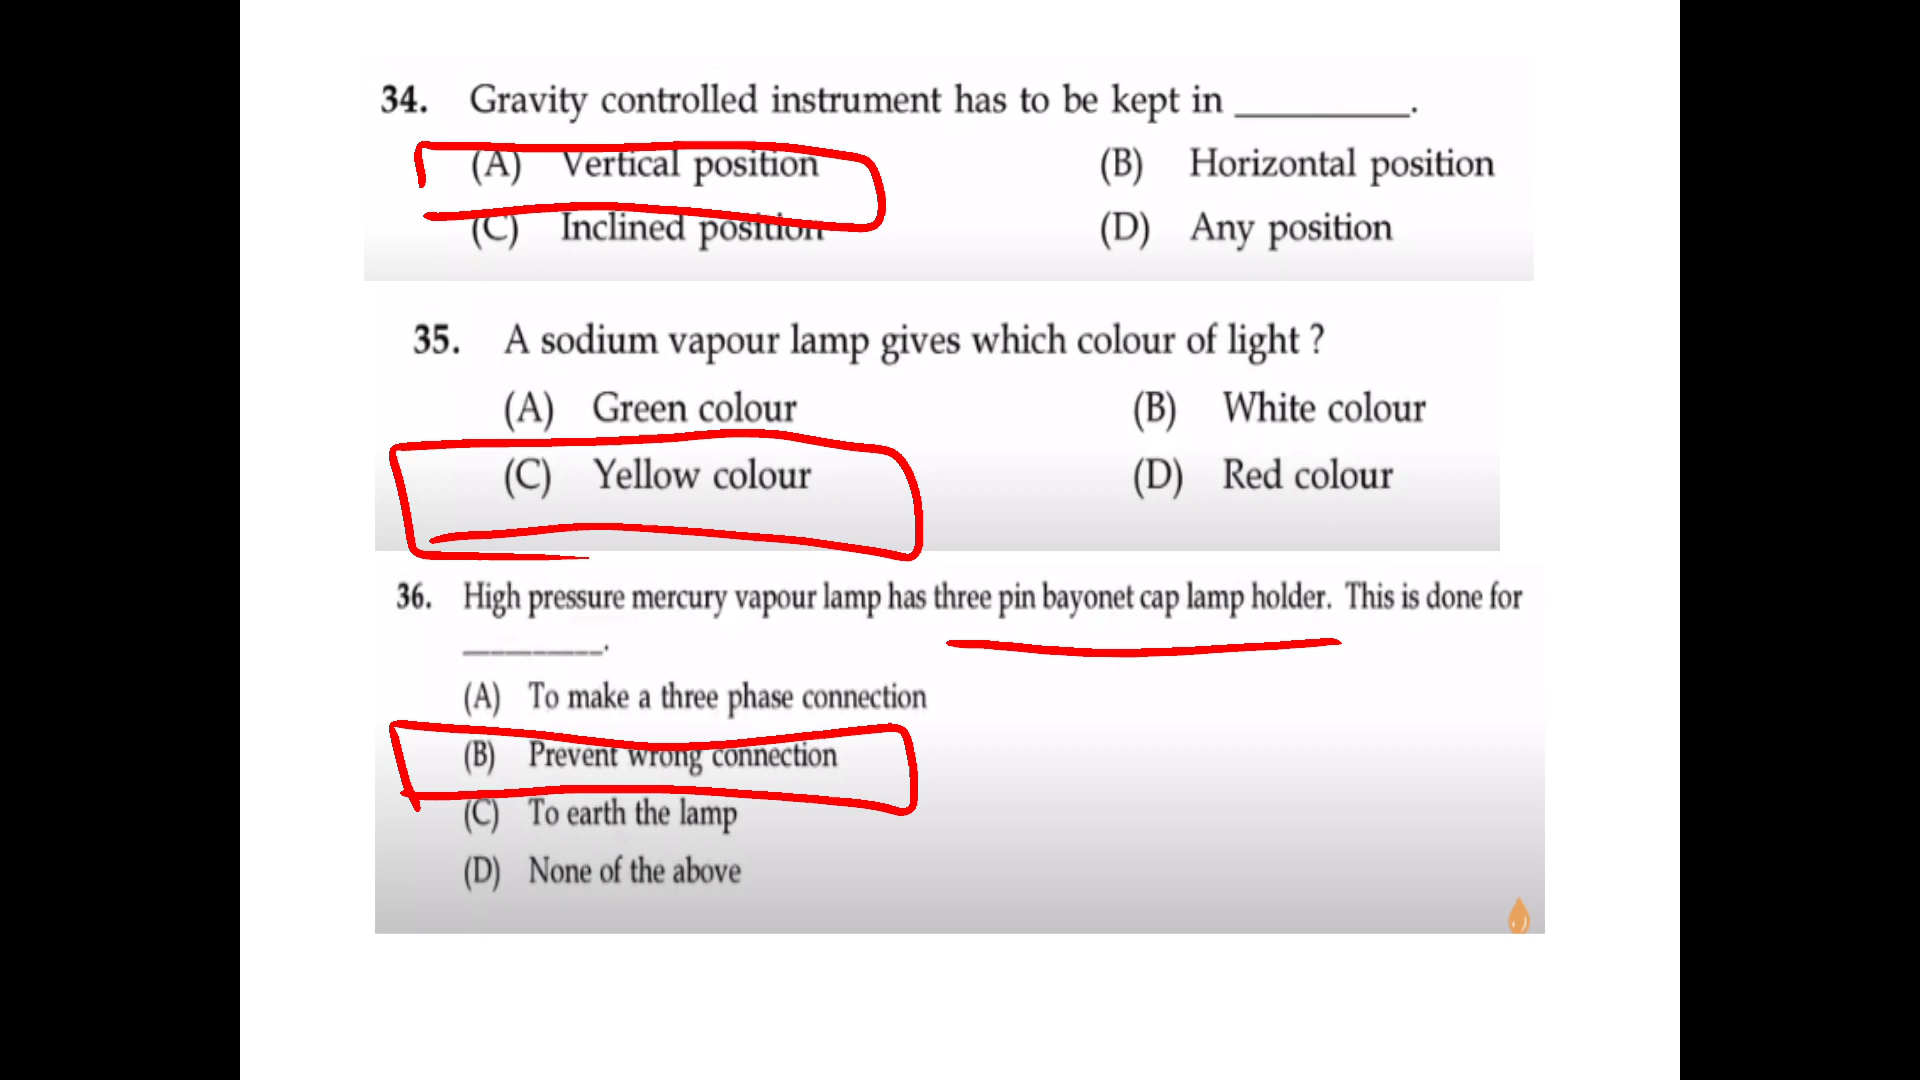 34. Gravity controlled instrument has to be kept in __________.
(A) Vertical position (B) Horizontal position
(C) Inclined position (D) Any position
35. A sodium vapour lamp gives which colour of light ?
(A) Green colour (B) White colour
(C) Yellow colour (D) Red colour
36. High pressure mercury vapour lamp has three pin bayonet cap lamp holder. This is done for
__________.
(A) To make a three phase connection
(B) Prevent wrong connection
(C) To earth the lamp
(D) None of the above